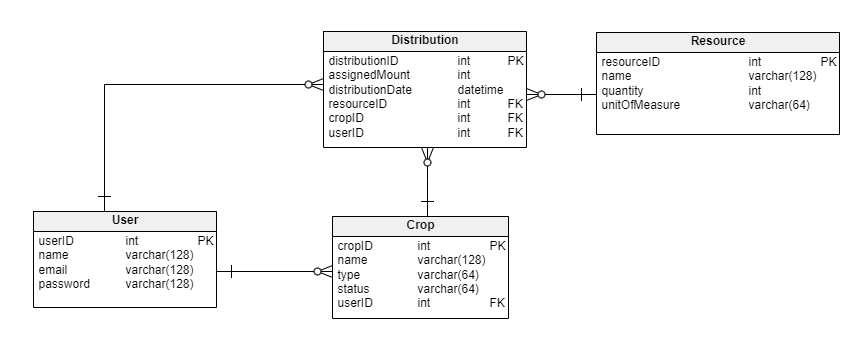 Distribution
distributionID int PK
assignedMount int
distributionDate datetime
resourceID int FK
cropID int FK
userID int FK
Resource
resourceID int PK
name varchar(128)
quantity int
unitOfMeasure varchar(64)
User
userID int PK
name varchar(128)
email varchar(128)
password varchar(128)
Crop
cropID int PK
name varchar(128)
type varchar(64)
status varchar(64)
userID int FK